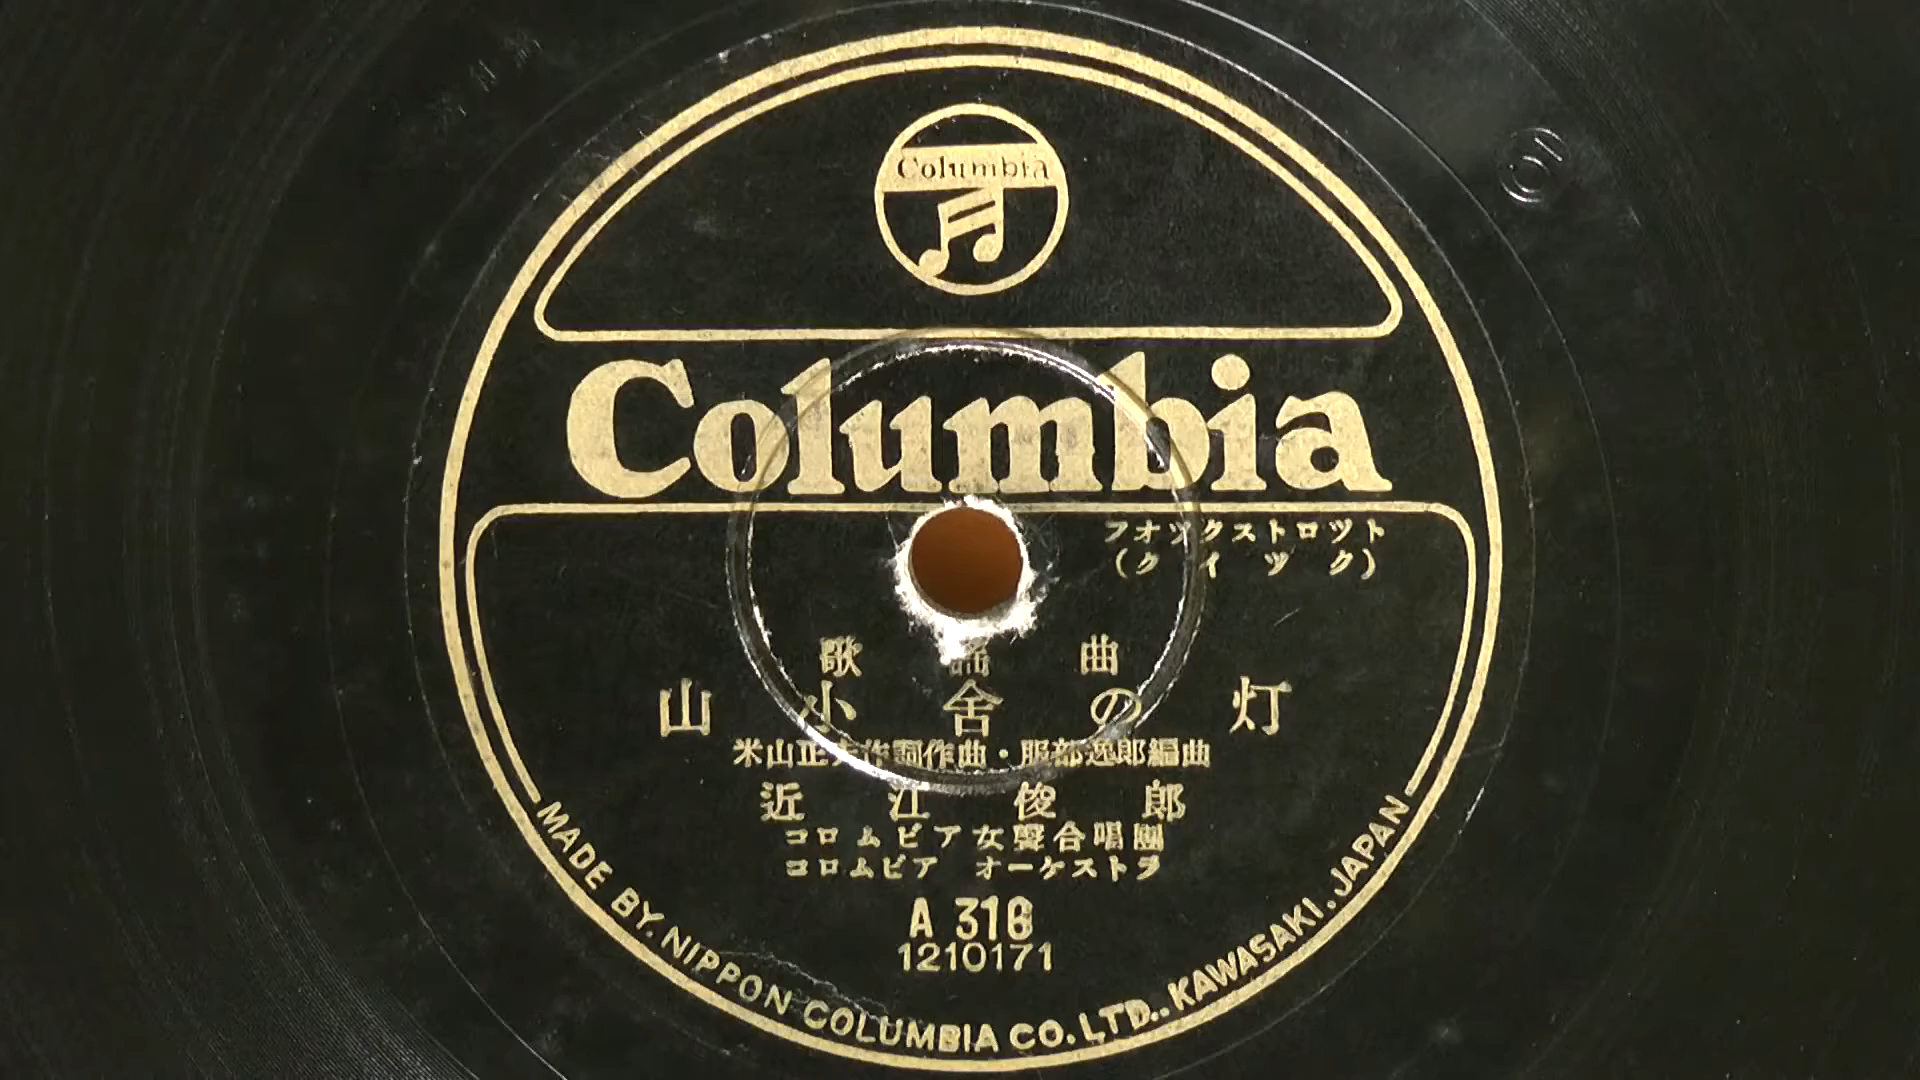 Columbia
Columbia
フオツクストロツト
(クイツク)
歌謡曲
山小舎の灯
米山正夫作詞作曲・服部逸郎編曲
近江俊郎
コロムビア女聲合唱團
コロムビア オーケストラ
A 316
1210171
MADE BY. NIPPON COLUMBIA CO. LTD., KAWASAKI. JAPAN